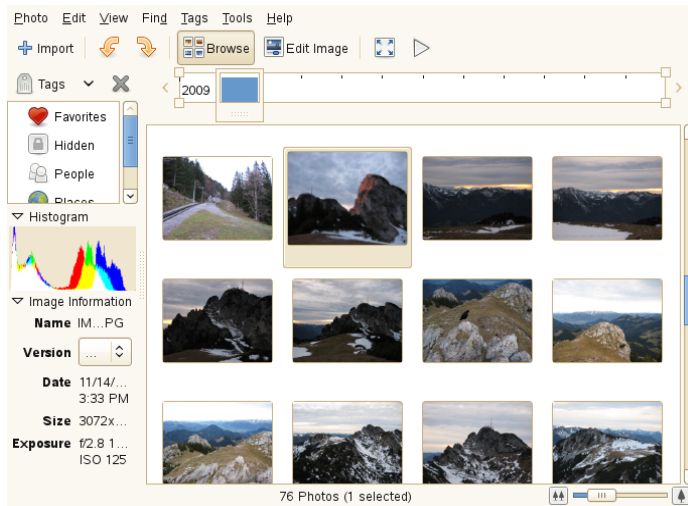 Photo Edit View Find Tags Tools Help
Import Browse Edit Image
Tags
2009
Favorites
Hidden
People
Places
Histogram
Image Information
Name IM...PG
Version ...
Date 11/14/...
3:33 PM
Size 3072x...
Exposure f/2.8 1...
ISO 125
76 Photos (1 selected)